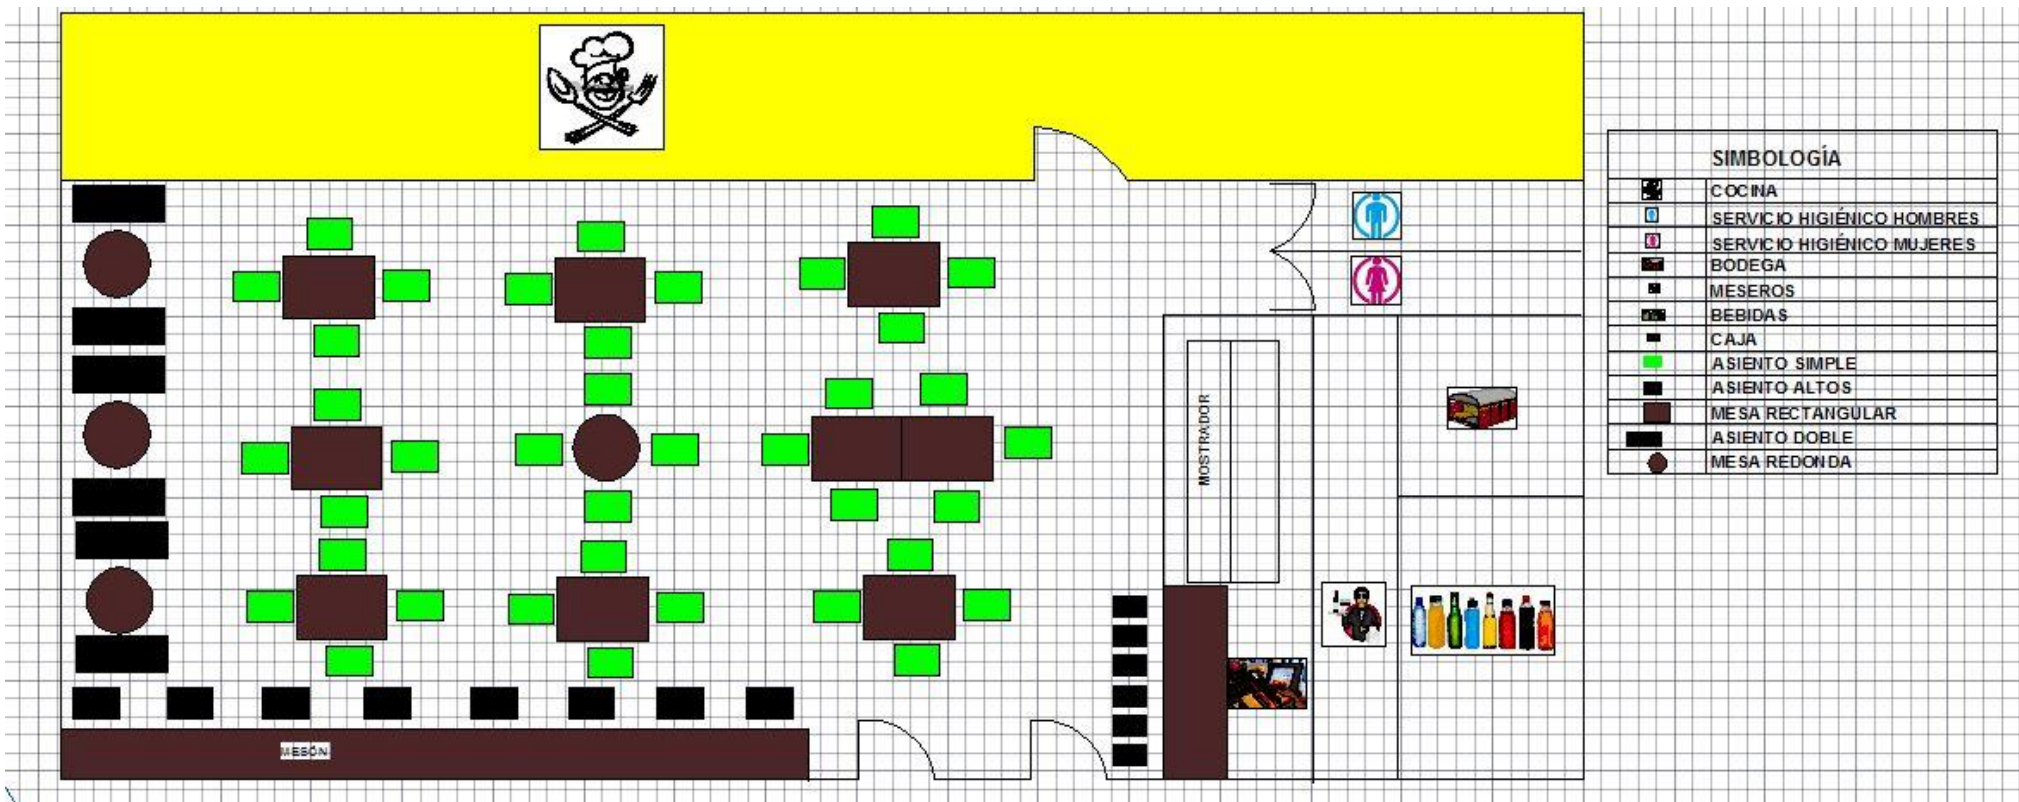 MOSTRADOR
MESÓN
SIMBOLOGÍA
COCINA
SERVICIO HIGIÉNICO HOMBRES
SERVICIO HIGIÉNICO MUJERES
BODEGA
MESEROS
BEBIDAS
CAJA
ASIENTO SIMPLE
ASIENTO ALTOS
MESA RECTANGULAR
ASIENTO DOBLE
MESA REDONDA